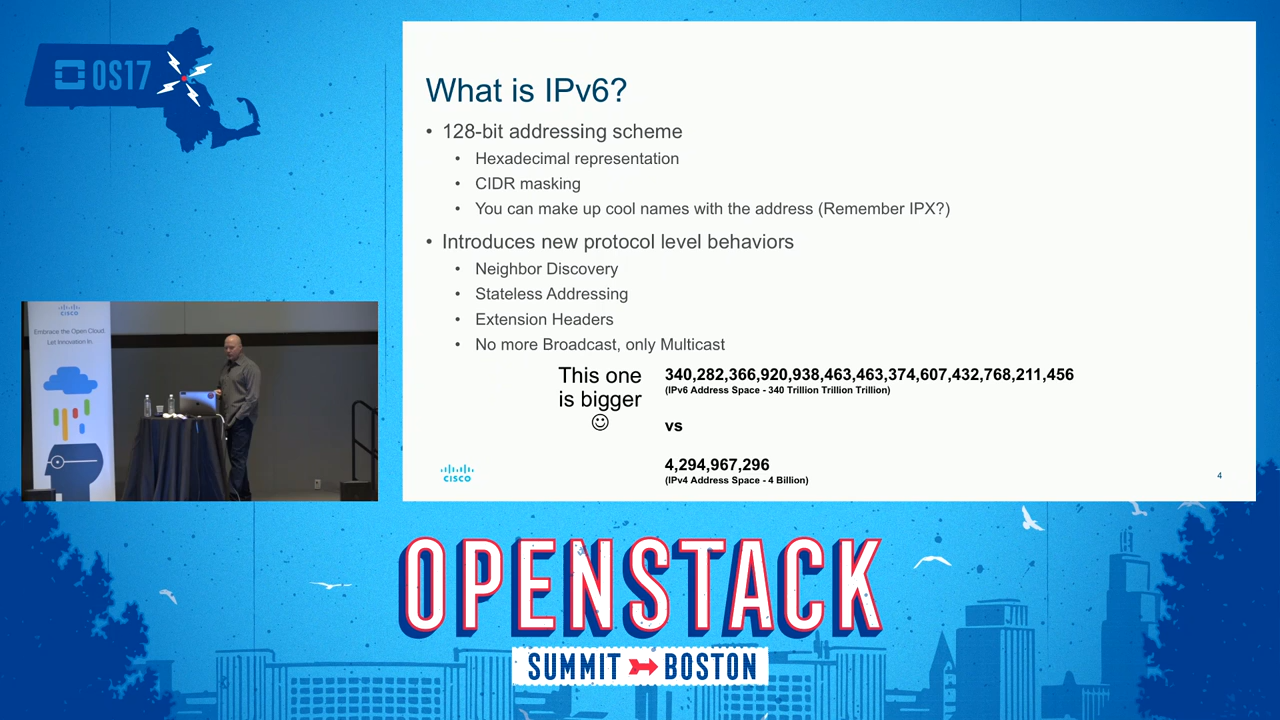 OS17
What is IPv6?
• 128-bit addressing scheme
• Hexadecimal representation
• CIDR masking
• You can make up cool names with the address (Remember IPX?)
• Introduces new protocol level behaviors
• Neighbor Discovery
• Stateless Addressing
• Extension Headers
• No more Broadcast, only Multicast
This one
is bigger
☺
340,282,366,920,938,463,463,374,607,432,768,211,456
(IPv6 Address Space - 340 Trillion Trillion Trillion)
vs
4,294,967,296
(IPv4 Address Space - 4 Billion)
CISCO
4
CISCO
Embrace the Open Cloud.
Let Innovation In.
OPENSTACK
SUMMIT BOSTON